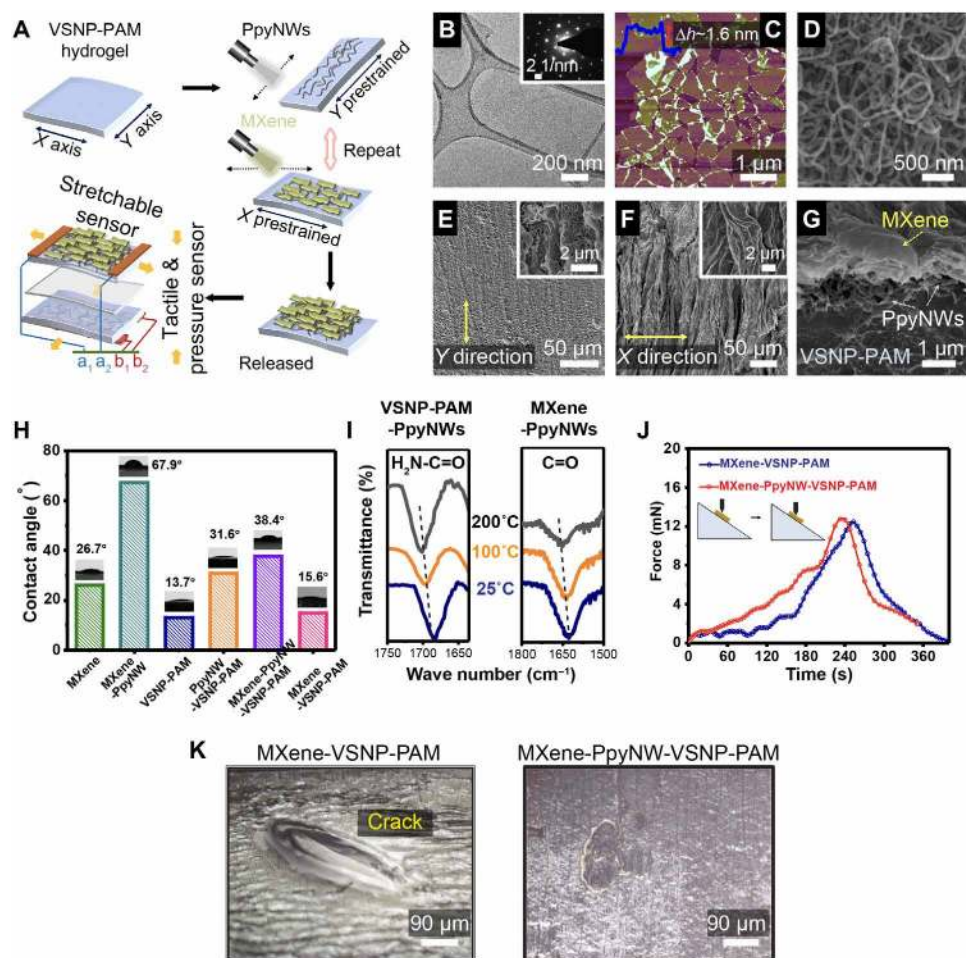 A
VSNP-PAM
hydrogel
X axis
Y axis
PpyNWs
Y prestrained
MXene
Repeat
X prestrained
Released
Stretchable
sensor
Tactile &
pressure sensor
a1 a2 b1 b2
B
2 1/nm
200 nm
C
Δh~1.6 nm
1 µm
D
500 nm
E
2 µm
Y direction
50 µm
F
2 µm
X direction
50 µm
G
MXene
PpyNWs
VSNP-PAM
1 µm
H
Contact angle (°)
80
60
40
20
0
26.7°
67.9°
13.7°
31.6°
38.4°
15.6°
MXene
MXene
-PpyNW
VSNP-PAM
PpyNW
-VSNP-PAM
MXene-PpyNW
-VSNP-PAM
MXene
-VSNP-PAM
I
VSNP-PAM
-PpyNWs
MXene
-PpyNWs
H2N-C=O
C=O
Transmittance (%)
200°C
100°C
25°C
1750 1700 1650
1800 1650 1500
Wave number (cm⁻¹)
J
Force (mN)
20
16
12
8
4
0
MXene-VSNP-PAM
MXene-PpyNW-VSNP-PAM
0 60 120 180 240 300 360
Time (s)
K
MXene-VSNP-PAM
Crack
90 µm
MXene-PpyNW-VSNP-PAM
90 µm